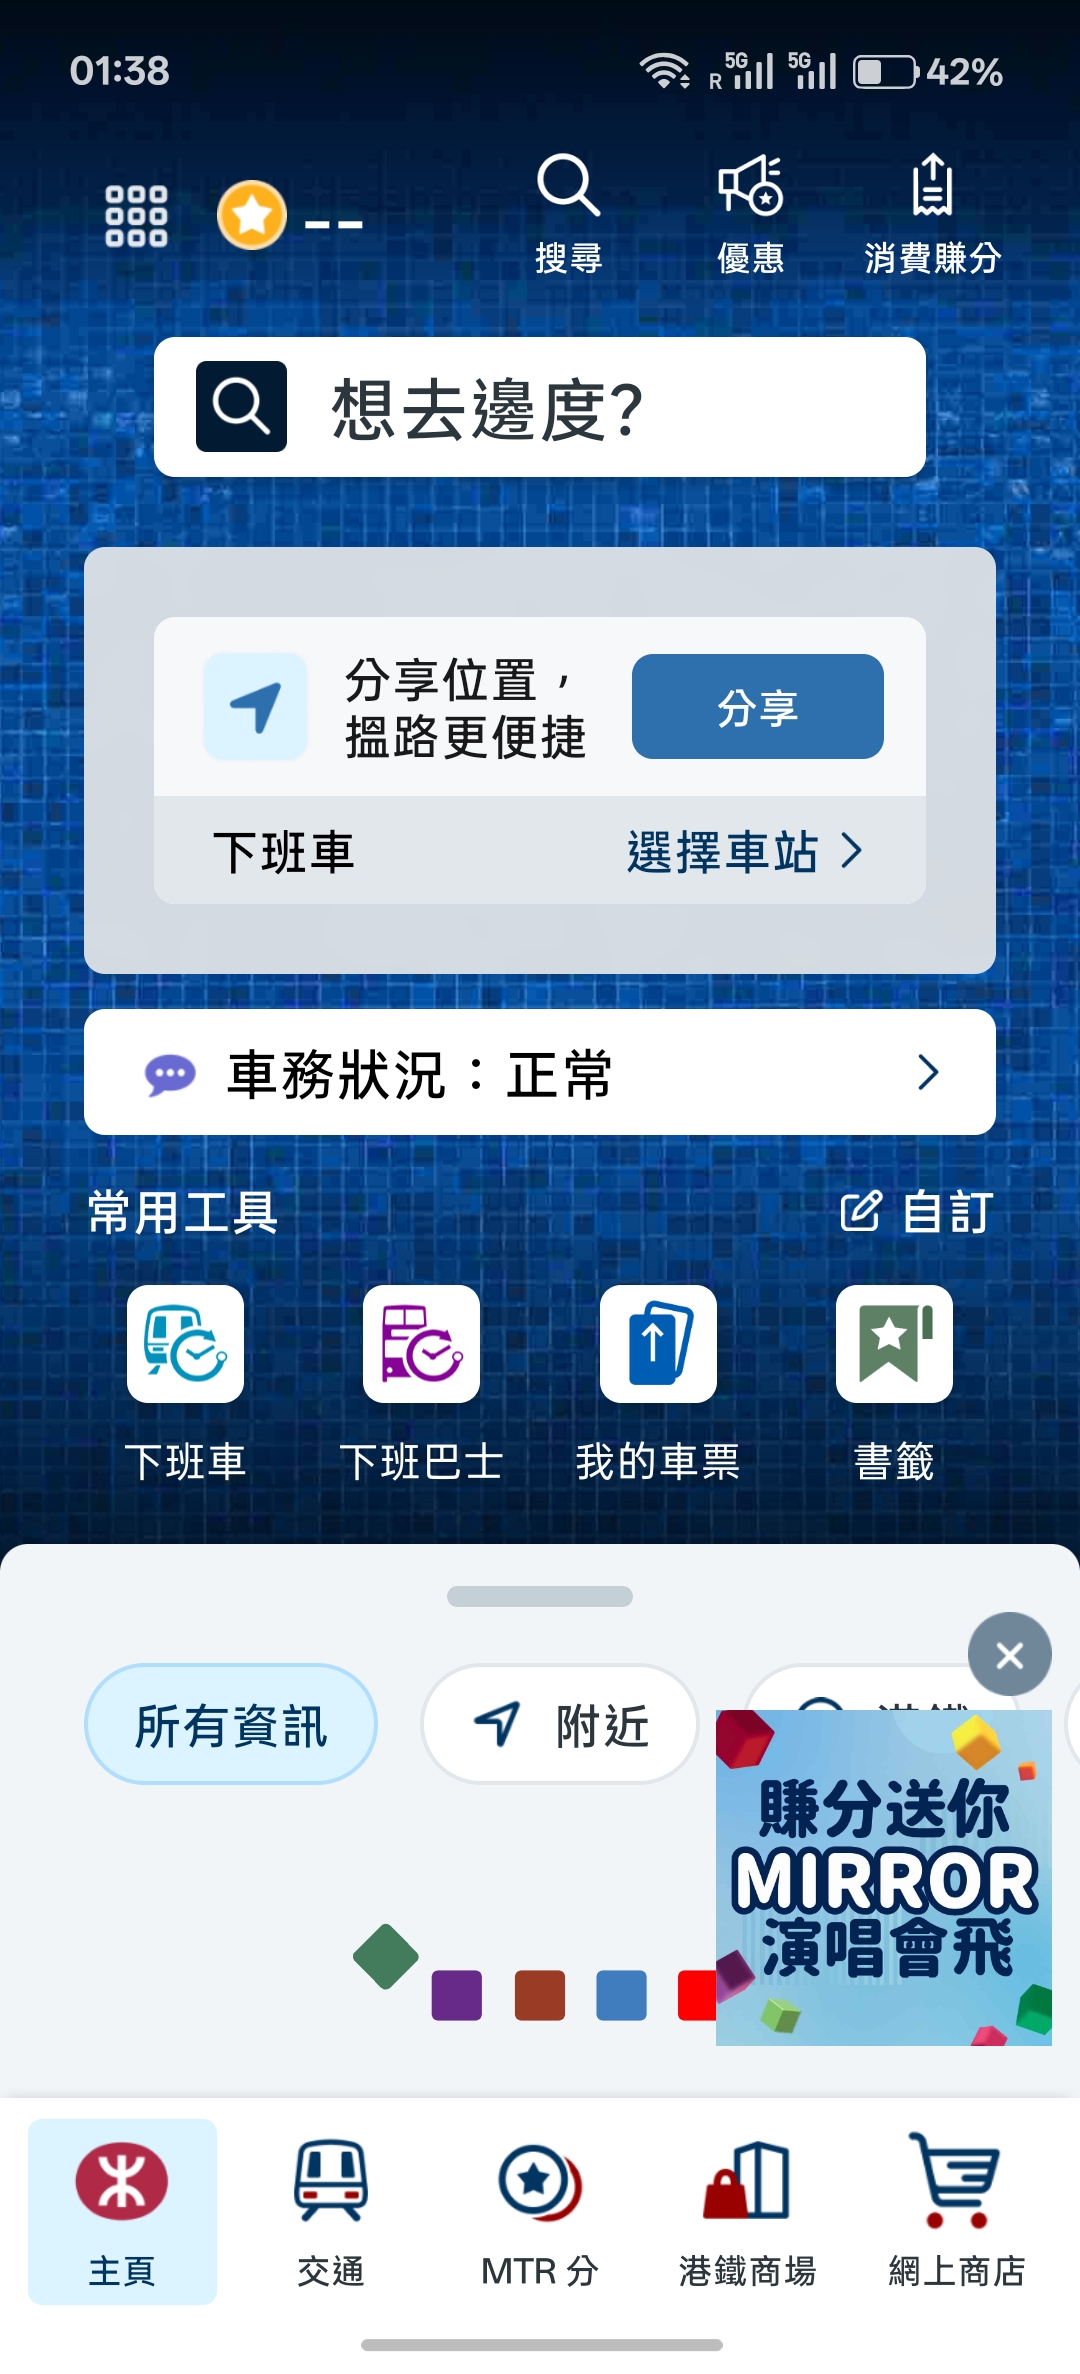 01:38
R 5G 5G 42%
--
搜尋
優惠
消費賺分
想去邊度?
分享位置，
搵路更便捷
分享
下班車
選擇車站
車務狀況：正常
常用工具
自訂
下班車
下班巴士
我的車票
書籤
所有資訊
附近
賺分送你
MIRROR
演唱會飛
主頁
交通
MTR 分
港鐵商場
網上商店